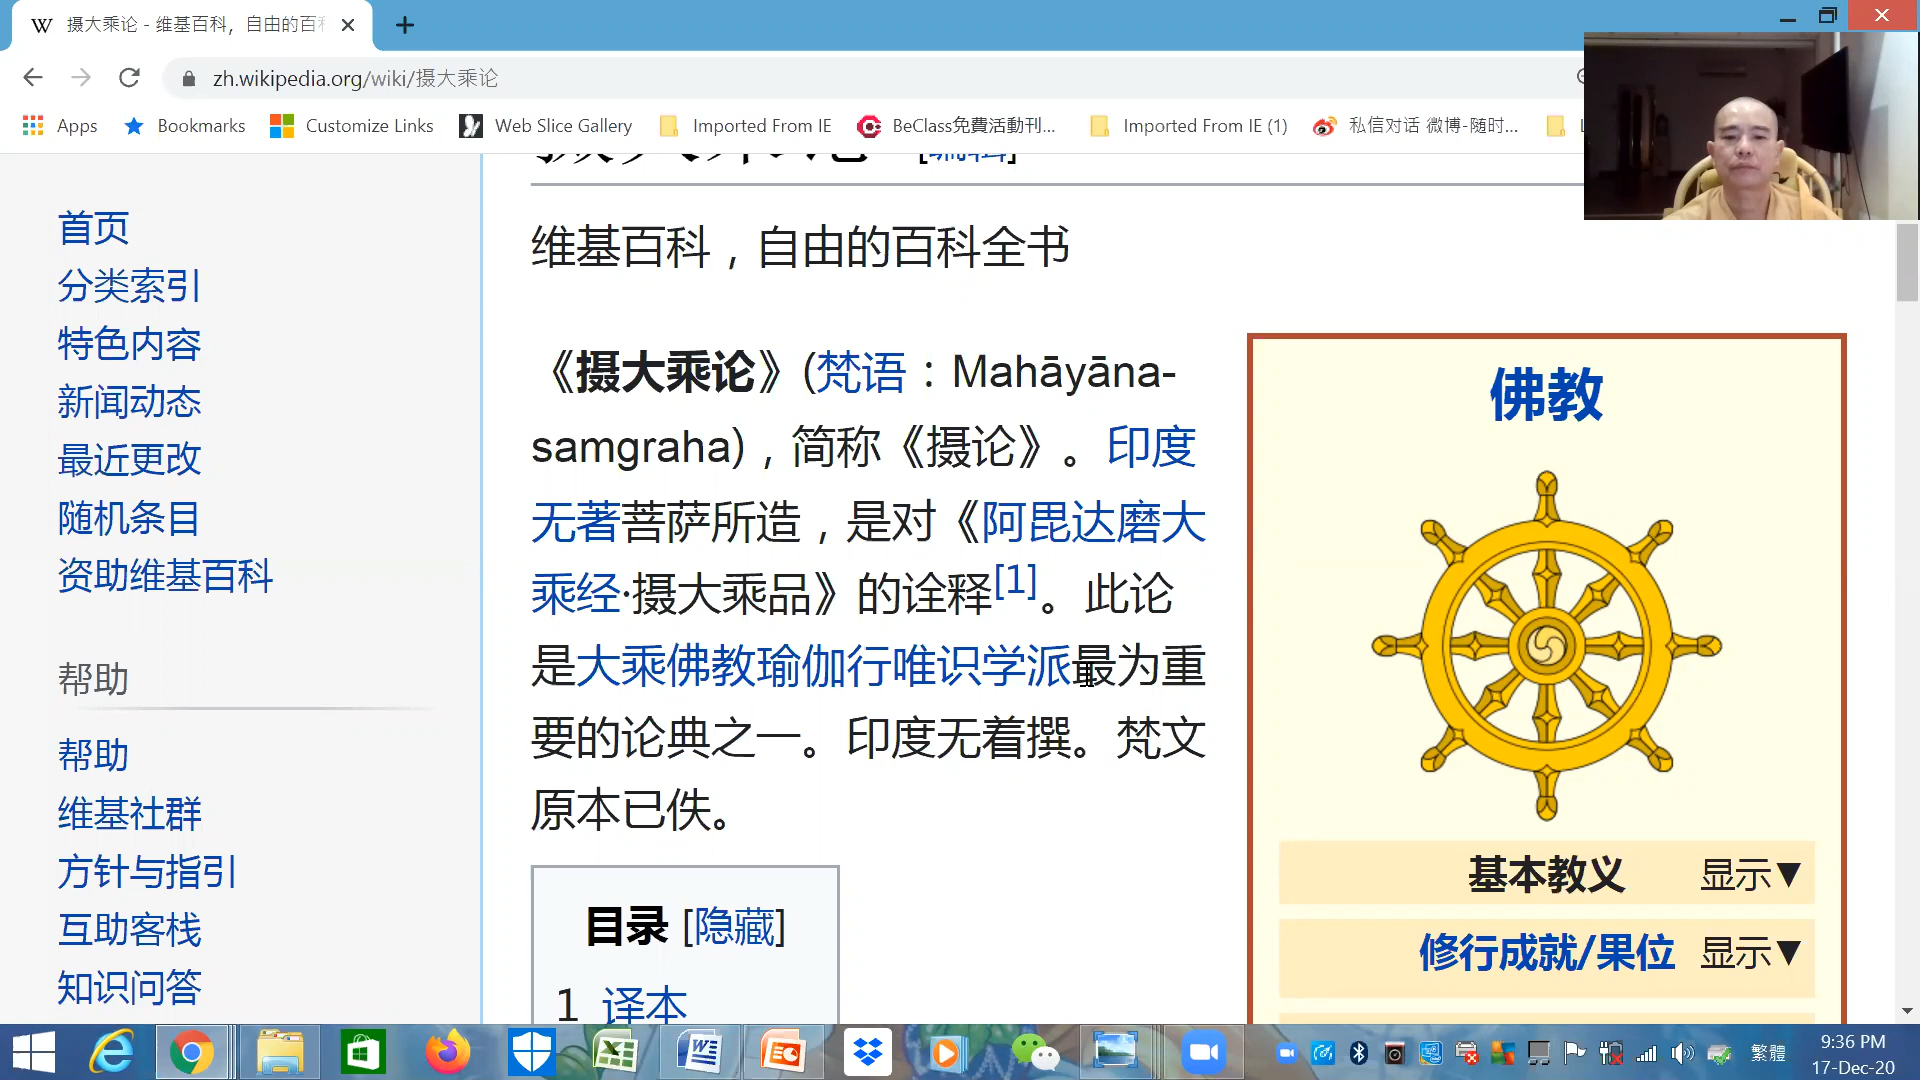 摄大乘论 - 维基百科，自由的百科
zh.wikipedia.org/wiki/摄大乘论
Apps
Bookmarks
Customize Links
Web Slice Gallery
Imported From IE
BeClass免費活動刊...
Imported From IE (1)
私信对话 微博-随时...
[编辑]
首页
分类索引
特色内容
新闻动态
最近更改
随机条目
资助维基百科
帮助
帮助
维基社群
方针与指引
互助客栈
知识问答
维基百科，自由的百科全书
《摄大乘论》(梵语：Mahāyāna-
samgraha)，简称《摄论》。印度
无著菩萨所造，是对《阿毘达磨大
乘经·摄大乘品》的诠释[1]。此论
是大乘佛教瑜伽行唯识学派最为重
要的论典之一。印度无着撰。梵文
原本已佚。
目录 [隐藏]
1 译本
佛教
基本教义 显示▼
修行成就/果位 显示▼
繁體
9:36 PM
17-Dec-20